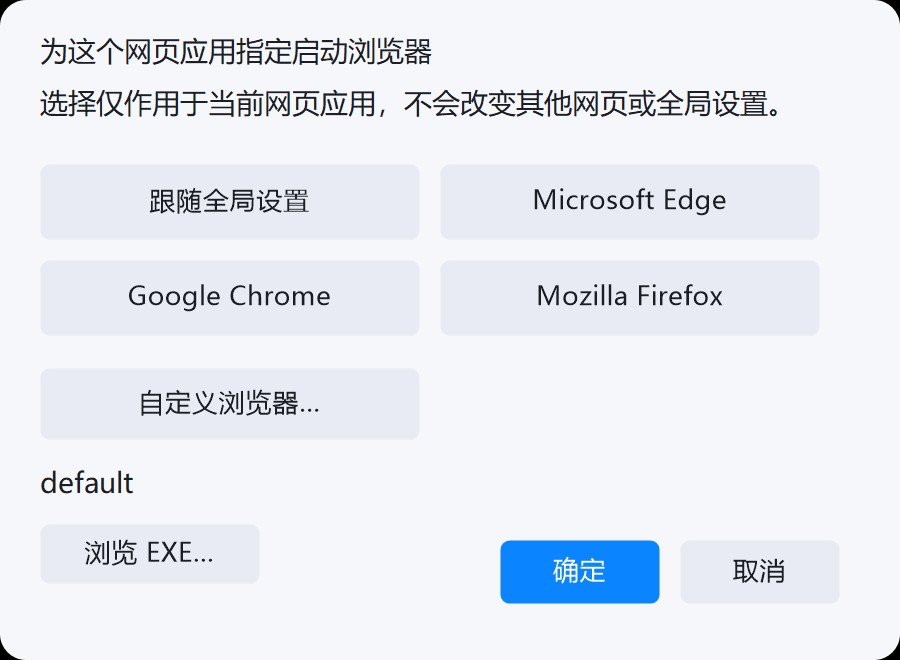 为这个网页应用指定启动浏览器
选择仅作用于当前网页应用，不会改变其他网页或全局设置。
跟随全局设置
Microsoft Edge
Google Chrome
Mozilla Firefox
自定义浏览器...
default
浏览 EXE...
确定
取消